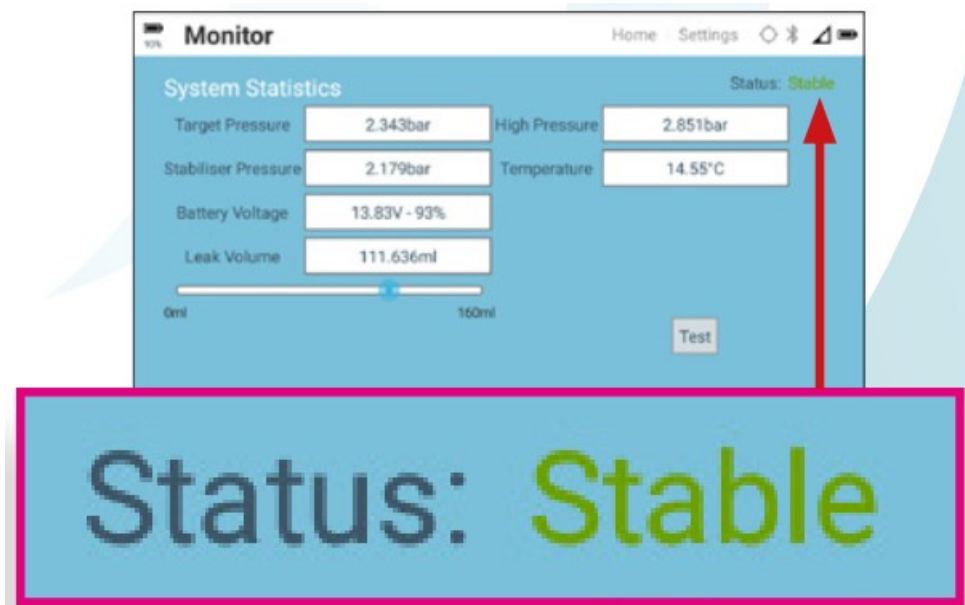 Monitor
Home Settings
90%
System Statistics
Status: Stable
Target Pressure 2.343bar High Pressure 2.851bar
Stabiliser Pressure 2.179bar Temperature 14.55°C
Battery Voltage 13.83V - 93%
Leak Volume 111.636ml
0ml 160ml
Test
Status: Stable